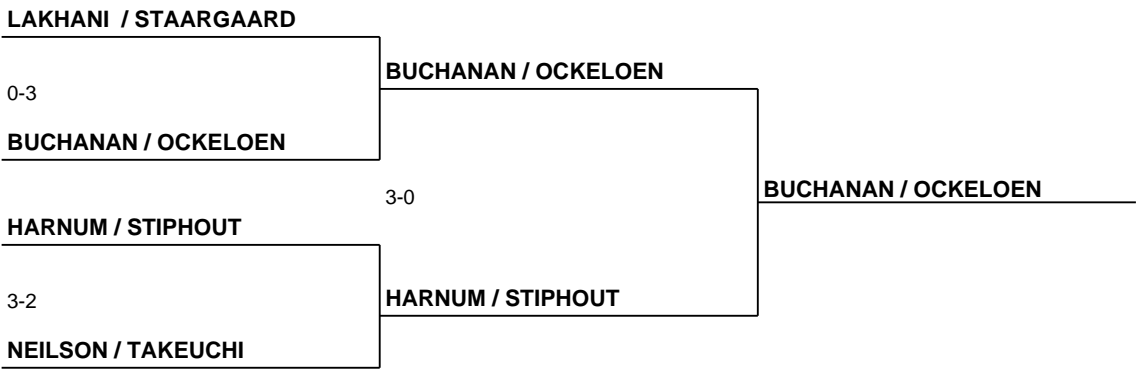 LAKHANI / STAARGAARD
BUCHANAN / OCKELOEN
0-3
BUCHANAN / OCKELOEN
BUCHANAN / OCKELOEN
3-0
HARNUM / STIPHOUT
HARNUM / STIPHOUT
3-2
NEILSON / TAKEUCHI